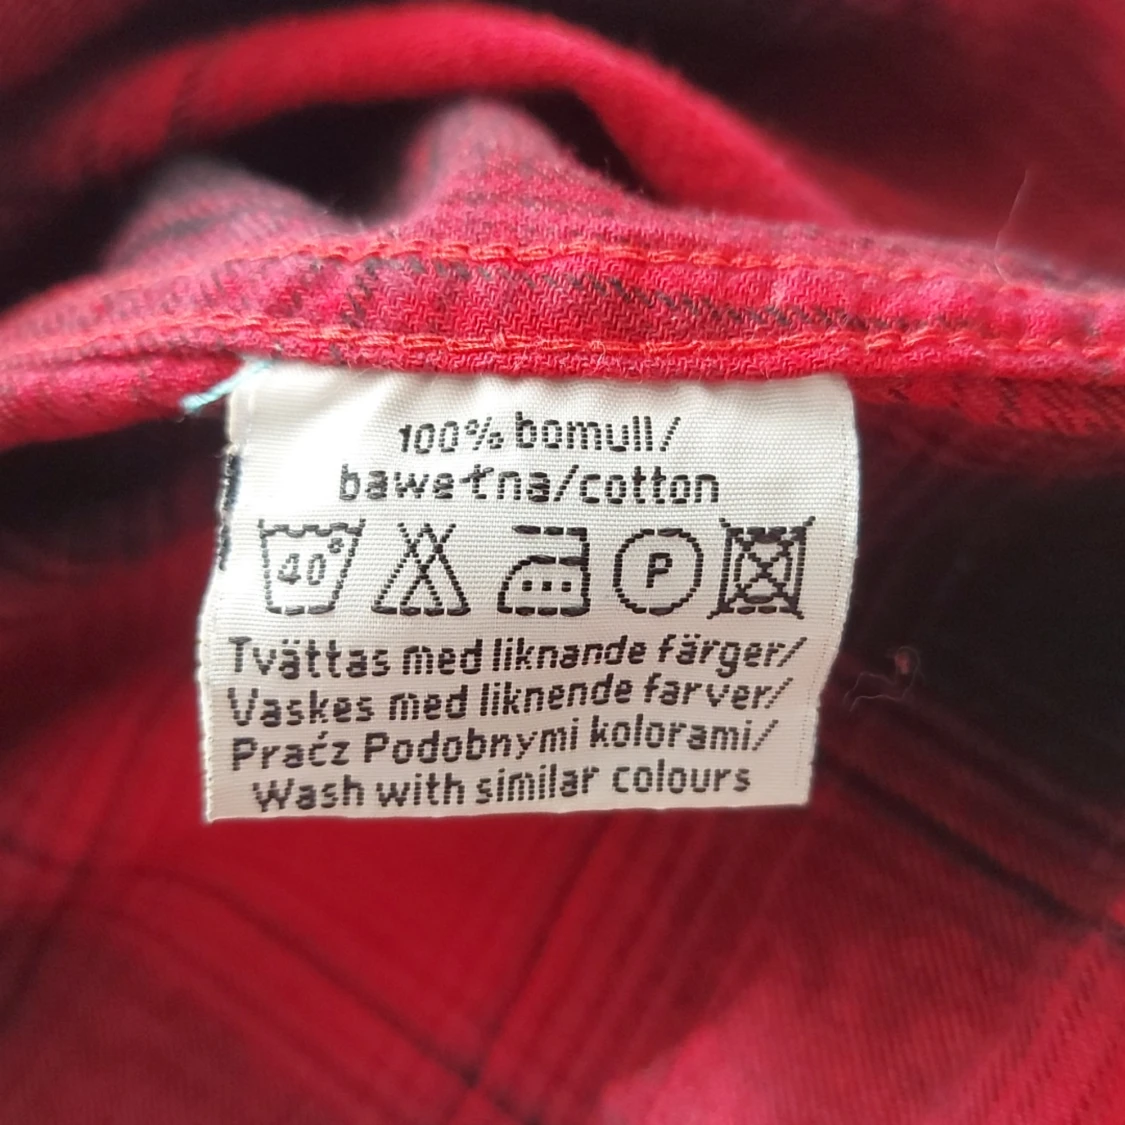 100% bomull/
bawełna/cotton
40° P
Tvättas med liknande färger/
Vaskes med liknende farver/
Praćz Podobnymi kolorami/
Wash with similar colours